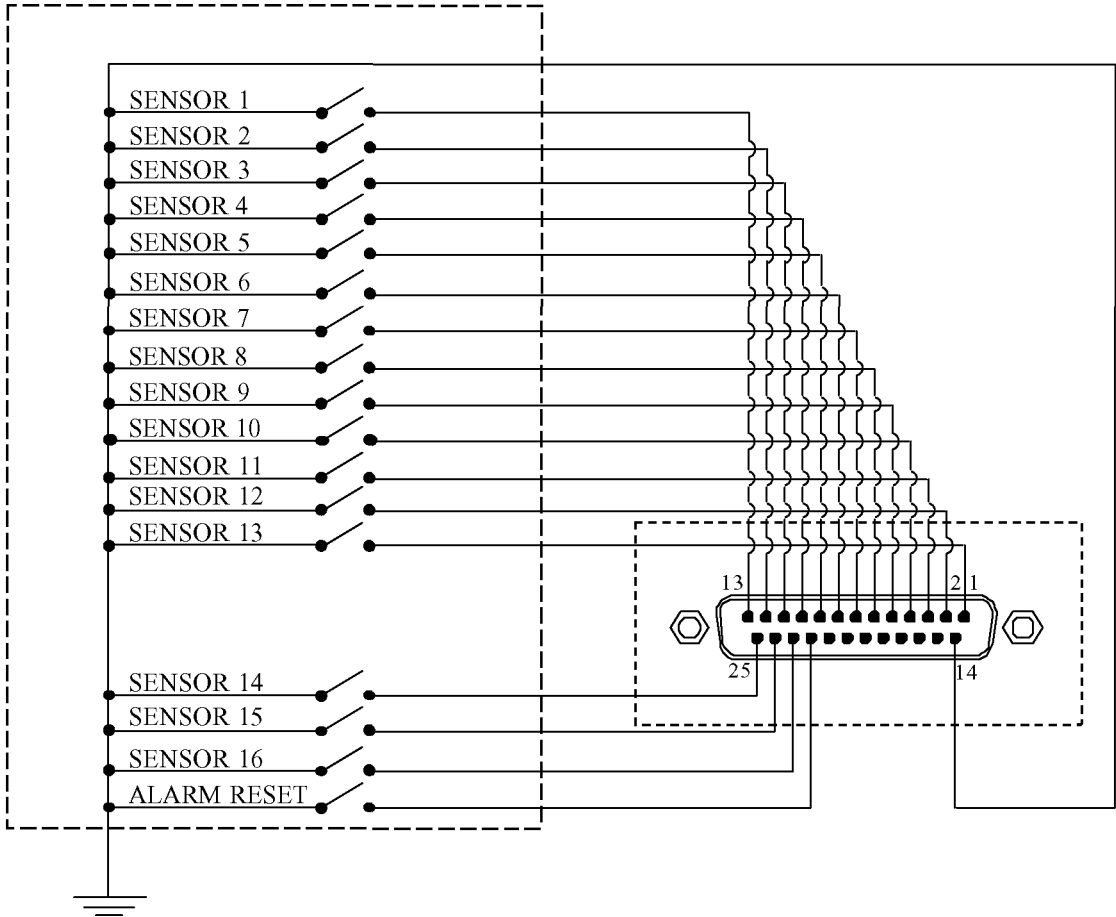 SENSOR 1
SENSOR 2
SENSOR 3
SENSOR 4
SENSOR 5
SENSOR 6
SENSOR 7
SENSOR 8
SENSOR 9
SENSOR 10
SENSOR 11
SENSOR 12
SENSOR 13
13 2 1
25 14
SENSOR 14
SENSOR 15
SENSOR 16
ALARM RESET